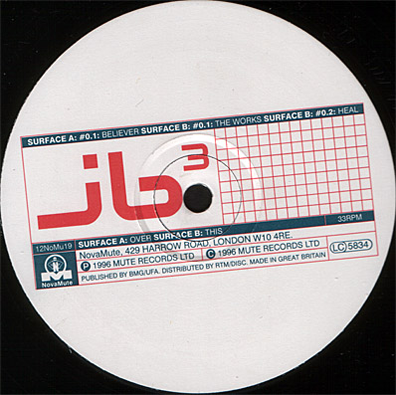 SURFACE A: #0.1: BELIEVER SURFACE B: #0.1: THE WORKS SURFACE B: #0.2: HEAL
jb3
12NoMu19
SURFACE A: OVER SURFACE B: THIS
33RPM
NovaMute
NovaMute, 429 HARROW ROAD, LONDON W10 4RE.
P 1996 MUTE RECORDS LTD C 1996 MUTE RECORDS LTD
PUBLISHED BY BMG/UFA. DISTRIBUTED BY RTM/DISC. MADE IN GREAT BRITAIN
LC 5834